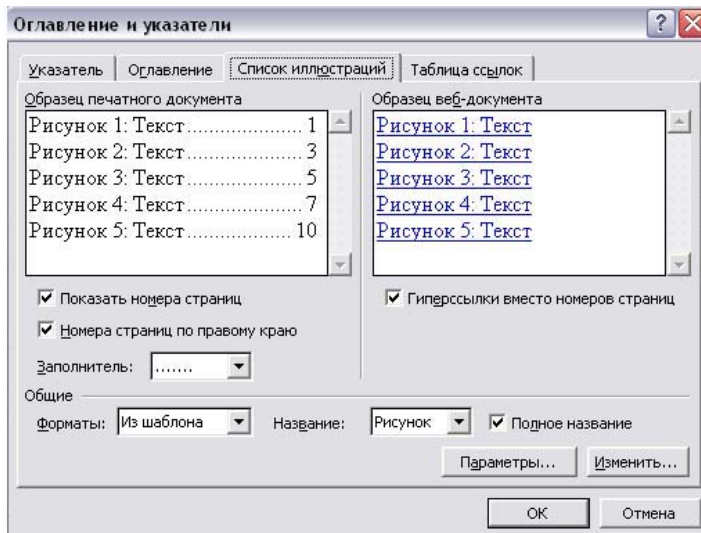 Оглавление и указатели
Указатель Оглавление Список иллюстраций Таблица ссылок
Образец печатного документа
Рисунок 1: Текст.................... 1
Рисунок 2: Текст.................... 3
Рисунок 3: Текст.................... 5
Рисунок 4: Текст.................... 7
Рисунок 5: Текст.................. 10
Образец веб-документа
Рисунок 1: Текст
Рисунок 2: Текст
Рисунок 3: Текст
Рисунок 4: Текст
Рисунок 5: Текст
Показать номера страниц
Гиперссылки вместо номеров страниц
Номера страниц по правому краю
Заполнитель: .......
Общие
Форматы: Из шаблона Название: Рисунок Полное название
Параметры... Изменить...
ОК Отмена